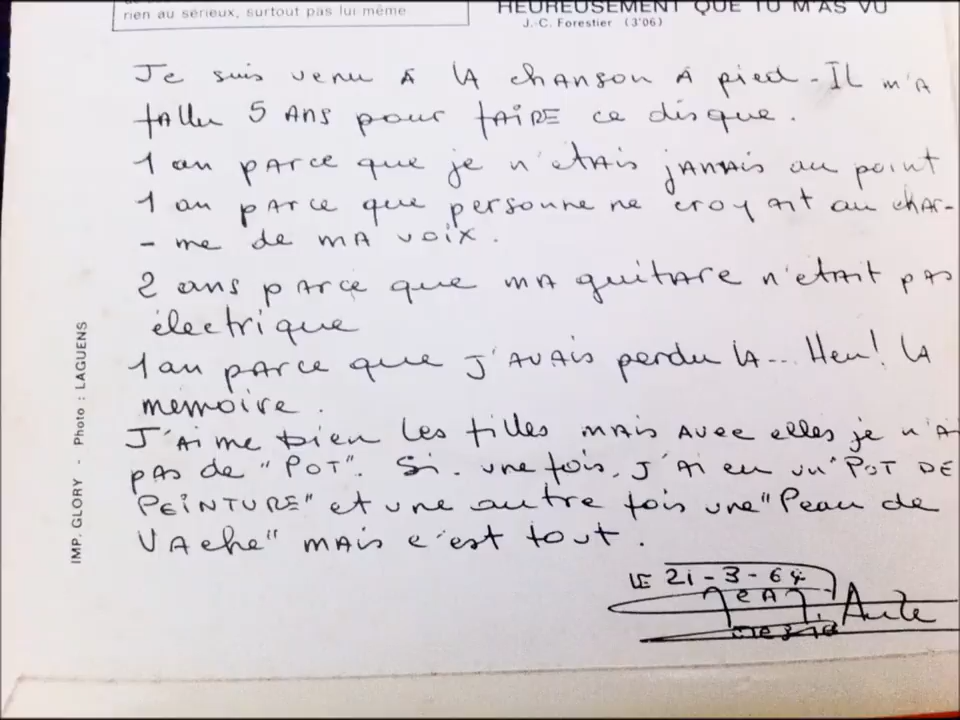 rien au sérieux, surtout pas lui même
HEUREUSEMENT QUE TU M'AS VU
J.-C. Forestier (3'06)
Je suis venu à la chanson à pied - Il m'a
fallu 5 ans pour faire ce disque.
1 an parce que je n'étais jamais au point
1 an parce que personne ne croyait au char-
- me de ma voix.
2 ans parce que ma guitare n'était pas
électrique
1 an parce que j'avais perdu la... Heu! la
mémoire.
J'aime bien les filles mais avec elles je n'ai
pas de "POT". Si. une fois, j'ai eu un "POT DE
PEINTURE" et une autre fois une "Peau de
Vache" mais c'est tout.
LE 21-3-64
IMP. GLORY - Photo : LAGUENS